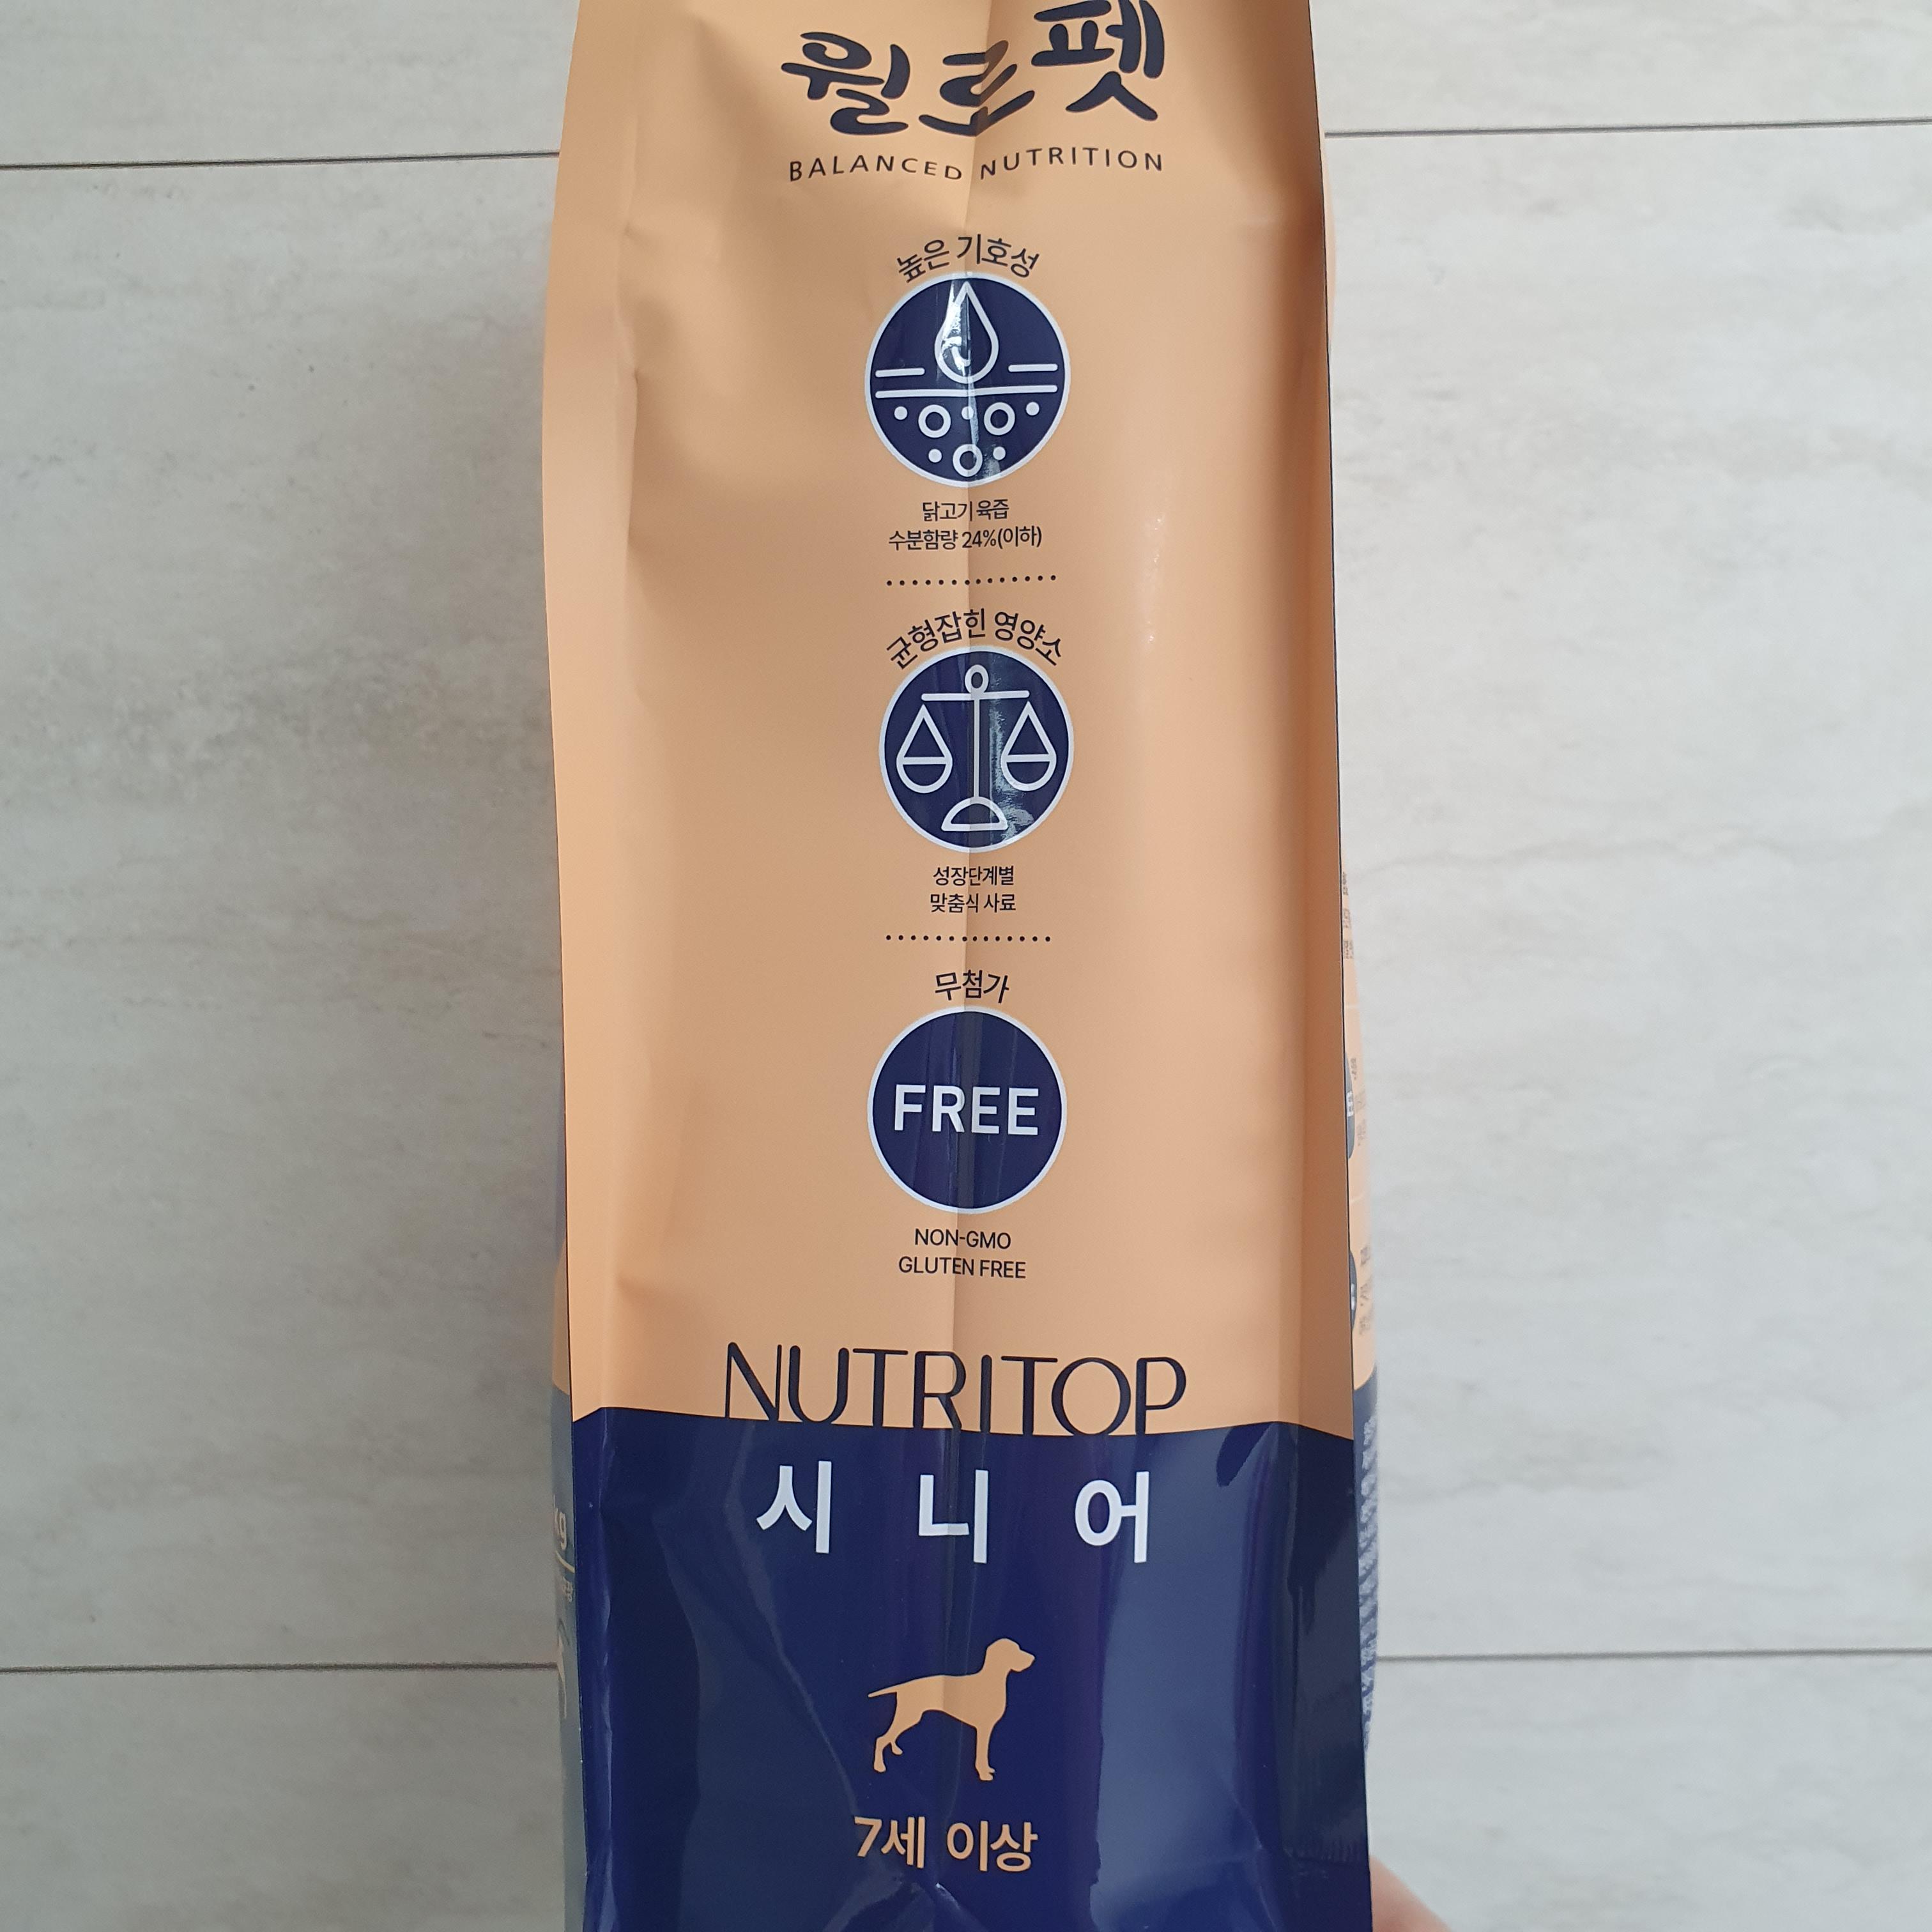 윌로펫
BALANCED NUTRITION
높은 기호성
닭고기 육즙
수분함량 24%(이하)
균형잡힌 영양소
성장단계별
맞춤식 사료
무첨가
FREE
NON-GMO
GLUTEN FREE
NUTRITOP
시니어
7세 이상
kg